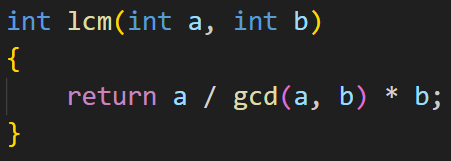 int lcm(int a, int b)
{
    return a / gcd(a, b) * b;
}